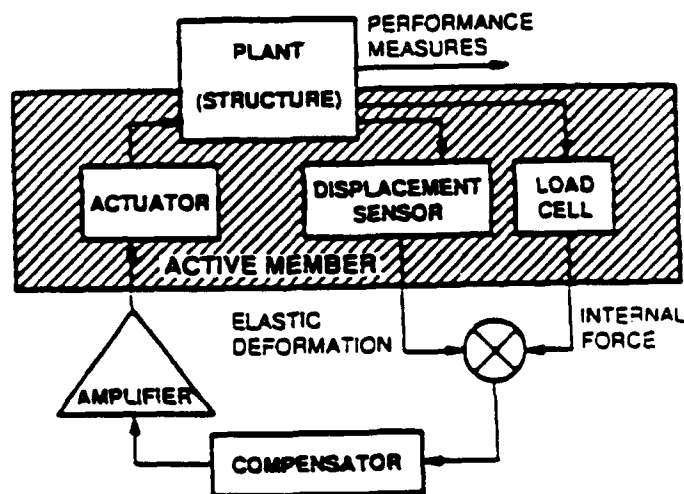 PERFORMANCE
MEASURES
PLANT
(STRUCTURE)
ACTUATOR
DISPLACEMENT
SENSOR
LOAD
CELL
ACTIVE MEMBER
ELASTIC
DEFORMATION
INTERNAL
FORCE
AMPLIFIER
COMPENSATOR